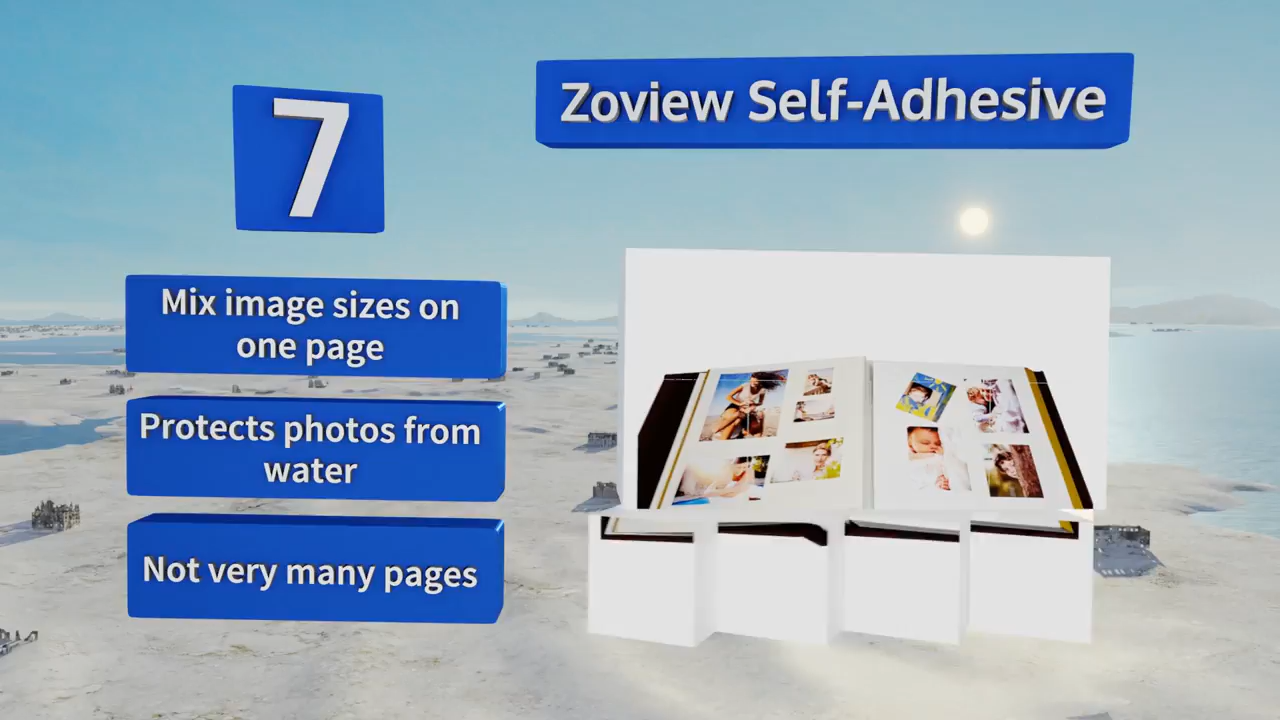 7
Zoview Self-Adhesive
Mix image sizes on
one page
Protects photos from
water
Not very many pages